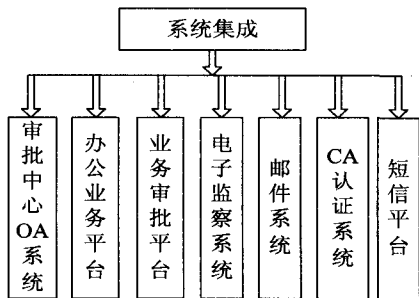 系统集成
审批中心OA系统
办公业务平台
业务审批平台
电子监察系统
邮件系统
CA认证系统
短信平台